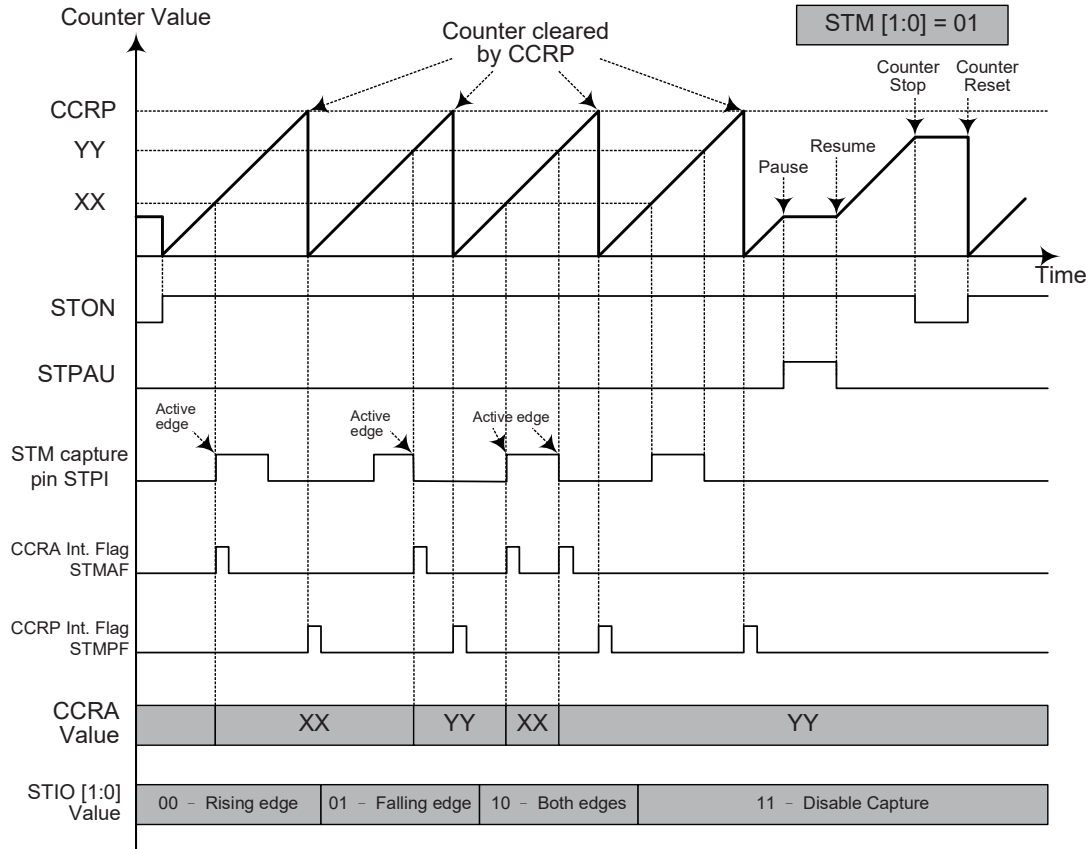 Counter Value
STM [1:0] = 01
Counter cleared
by CCRP
Counter
Stop
Counter
Reset
CCRP
YY
XX
Pause
Resume
Time
STON
STPAU
Active
edge
Active
edge
Active edge
STM capture
pin STPI
CCRA Int. Flag
STMAF
CCRP Int. Flag
STMPF
CCRA
Value
XX
YY
XX
YY
STIO [1:0]
Value
00 – Rising edge
01 – Falling edge
10 – Both edges
11 – Disable Capture